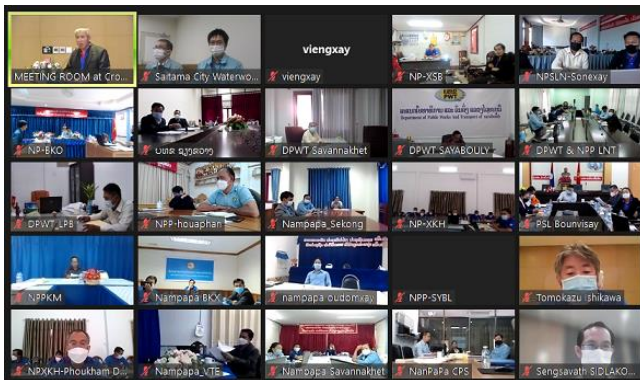 MEETING ROOM at Cro...
Saitama City Waterwo...
viengxay
viengxay
NP-XSB
NPSLN-Sonexay
NP-BKO
DPWT Savannakhet
DPWT SAYABOULY
DPWT & NPP LNT
DPWT_LPB
NPP-houaphan
Nampapa_Sekong
NP-XKH
PSL Bounvisay
NPPKM
Nampapa BKX
nampapa oudomxay
NPP-SYBL
Tomokazu Ishikawa
NPXKH-Phoukham D...
Nampapa_VTE
Nampapa Savannakhet
NanPaPa CPS
Sengsavath SIDLAKO...